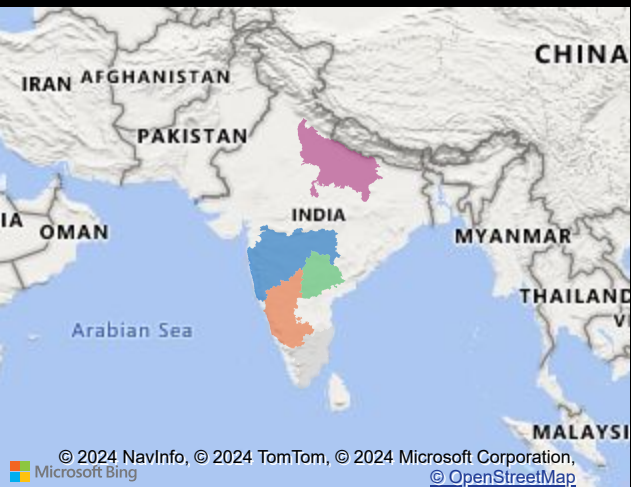 CHINA
IRAN
AFGHANISTAN
PAKISTAN
INDIA
IA
OMAN
MYANMAR
THAILAND
VI
Arabian Sea
MALAYSI
© 2024 NavInfo, © 2024 TomTom, © 2024 Microsoft Corporation,
Microsoft Bing
© OpenStreetMap